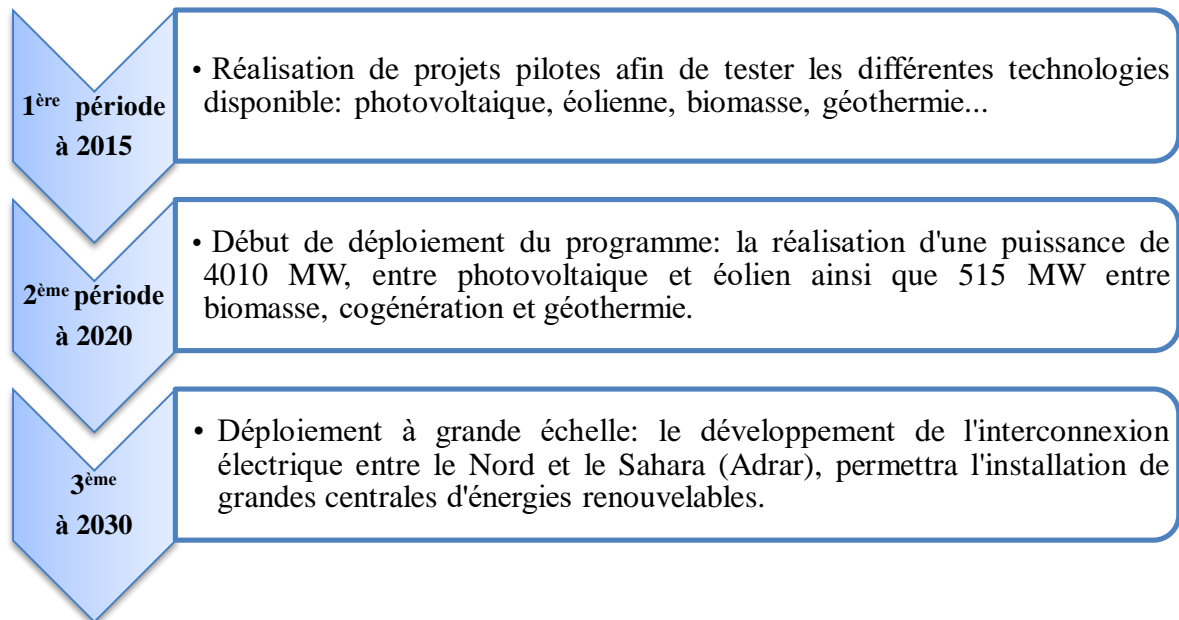 1ère période
à 2015
• Réalisation de projets pilotes afin de tester les différentes technologies
disponible: photovoltaique, éolienne, biomasse, géothermie...
2ème période
à 2020
• Début de déploiement du programme: la réalisation d'une puissance de
4010 MW, entre photovoltaique et éolien ainsi que 515 MW entre
biomasse, cogénération et géothermie.
3ème
à 2030
• Déploiement à grande échelle: le développement de l'interconnexion
électrique entre le Nord et le Sahara (Adrar), permettra l'installation de
grandes centrales d'énergies renouvelables.